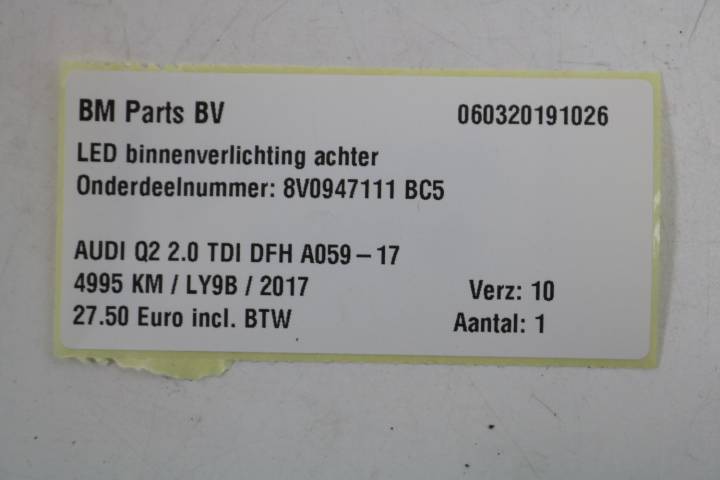 BM Parts BV 060320191026
LED binnenverlichting achter
Onderdeelnummer: 8V0947111 BC5
AUDI Q2 2.0 TDI DFH A059-17
4995 KM / LY9B / 2017 Verz: 10
27.50 Euro incl. BTW Aantal: 1